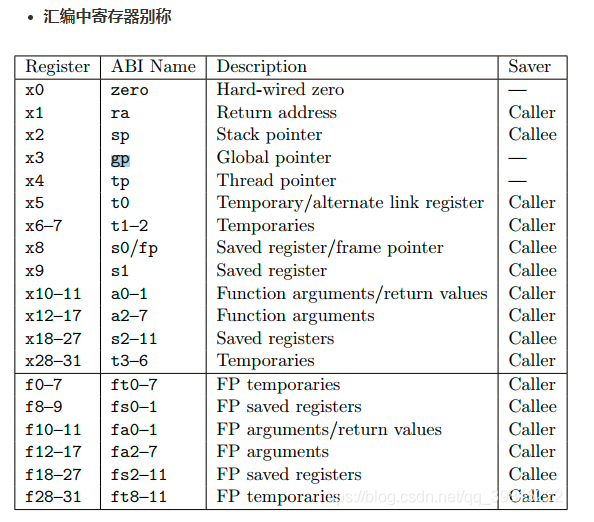 汇编中寄存器别称
Register ABI Name Description Saver
x0 zero Hard-wired zero —
x1 ra Return address Caller
x2 sp Stack pointer Callee
x3 gp Global pointer —
x4 tp Thread pointer —
x5 t0 Temporary/alternate link register Caller
x6–7 t1–2 Temporaries Caller
x8 s0/fp Saved register/frame pointer Callee
x9 s1 Saved register Callee
x10–11 a0–1 Function arguments/return values Caller
x12–17 a2–7 Function arguments Caller
x18–27 s2–11 Saved registers Callee
x28–31 t3–6 Temporaries Caller
f0–7 ft0–7 FP temporaries Caller
f8–9 fs0–1 FP saved registers Callee
f10–11 fa0–1 FP arguments/return values Caller
f12–17 fa2–7 FP arguments Caller
f18–27 fs2–11 FP saved registers Callee
f28–31 ft8–11 FP temporaries Caller